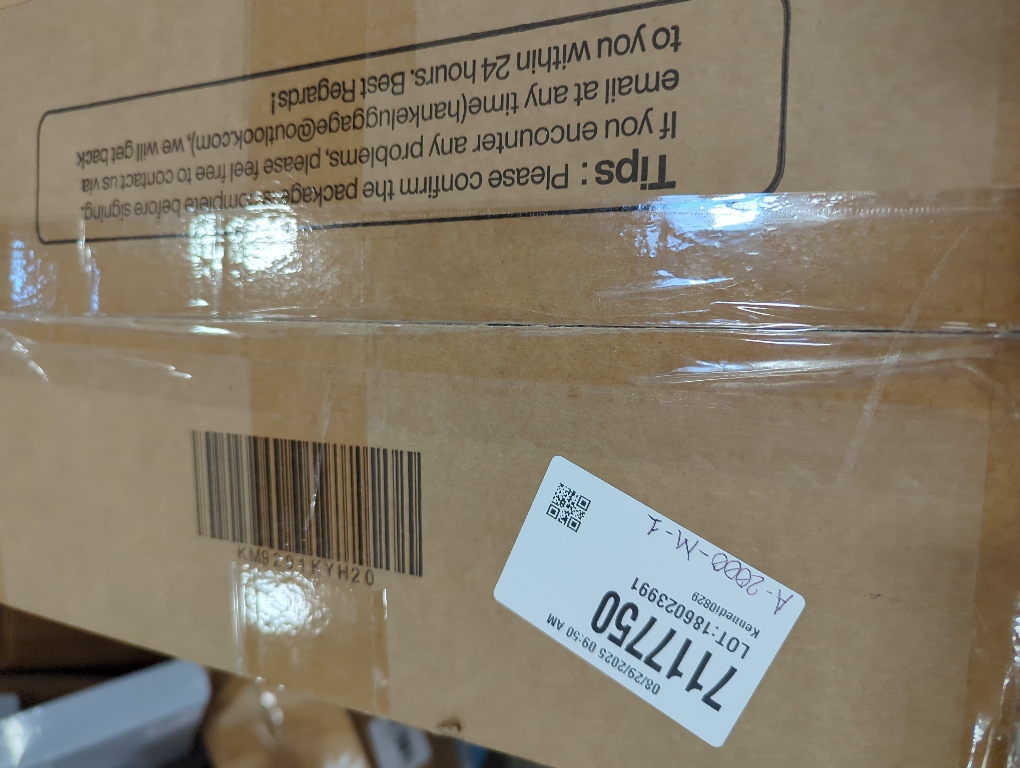 Tips : Please confirm the package is complete before signing.
If you encounter any problems, please feel free to contact us via
email at any time(hankeluggage@outlook.com), we will get back
to you within 24 hours. Best Regards!
KM9291KYH20
08/29/2025 09:50 AM
7117750
LOT:186023991
Kennedi0829
A-2000-M-1